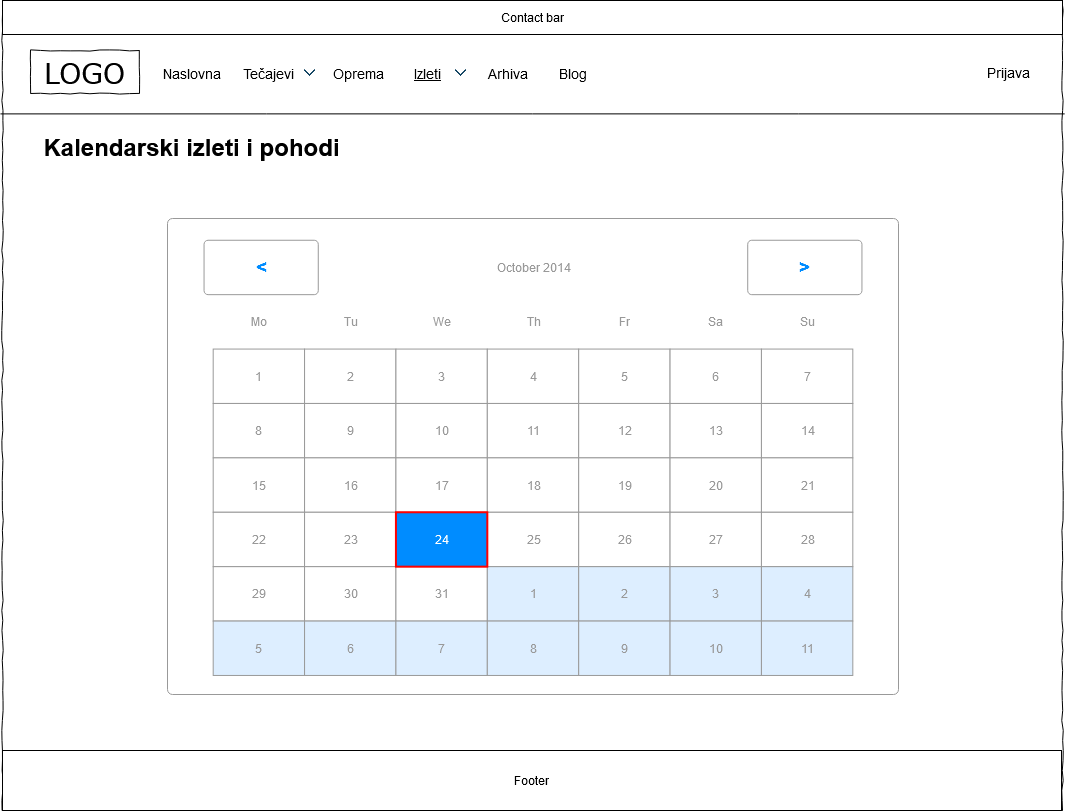 Contact bar
LOGO Naslovna Tečajevi Oprema Izleti Arhiva Blog Prijava
Kalendarski izleti i pohodi
< October 2014 >
Mo Tu We Th Fr Sa Su
1 2 3 4 5 6 7
8 9 10 11 12 13 14
15 16 17 18 19 20 21
22 23 24 25 26 27 28
29 30 31 1 2 3 4
5 6 7 8 9 10 11
Footer